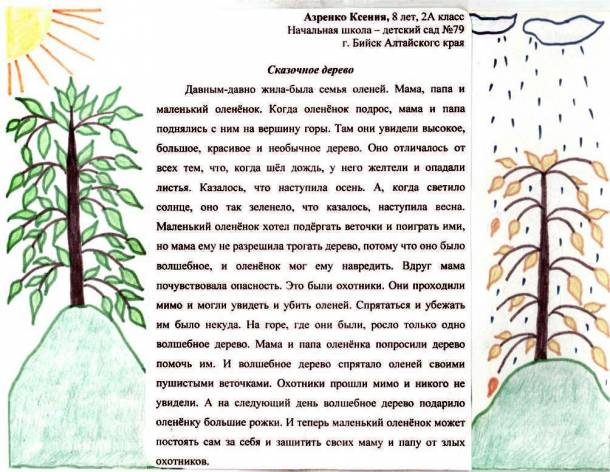 Азренко Ксения, 8 лет, 2А класс
Начальная школа – детский сад №79
г. Бийск Алтайского края
Сказочное дерево
Давным-давно жила-была семья оленей. Мама, папа и
маленький оленёнок. Когда оленёнок подрос, мама и папа
поднялись с ним на вершину горы. Там они увидели высокое,
большое, красивое и необычное дерево. Оно отличалось от
всех тем, что, когда шёл дождь, у него желтели и опадали
листья. Казалось, что наступила осень. А, когда светило
солнце, оно так зеленело, что казалось, наступила весна.
Маленький оленёнок хотел подёргать веточки и поиграть ими,
но мама ему не разрешила трогать дерево, потому что оно было
волшебное, и оленёнок мог ему навредить. Вдруг мама
почувствовала опасность. Это были охотники. Они проходили
мимо и могли увидеть и убить оленей. Спрятаться и убежать
им было некуда. На горе, где они были, росло только одно
волшебное дерево. Мама и папа оленёнка попросили дерево
помочь им. И волшебное дерево спрятало оленей своими
пушистыми веточками. Охотники прошли мимо и никого не
увидели. А на следующий день волшебное дерево подарило
оленёнку большие рожки. И теперь маленький оленёнок может
постоять сам за себя и защитить своих маму и папу от злых
охотников.